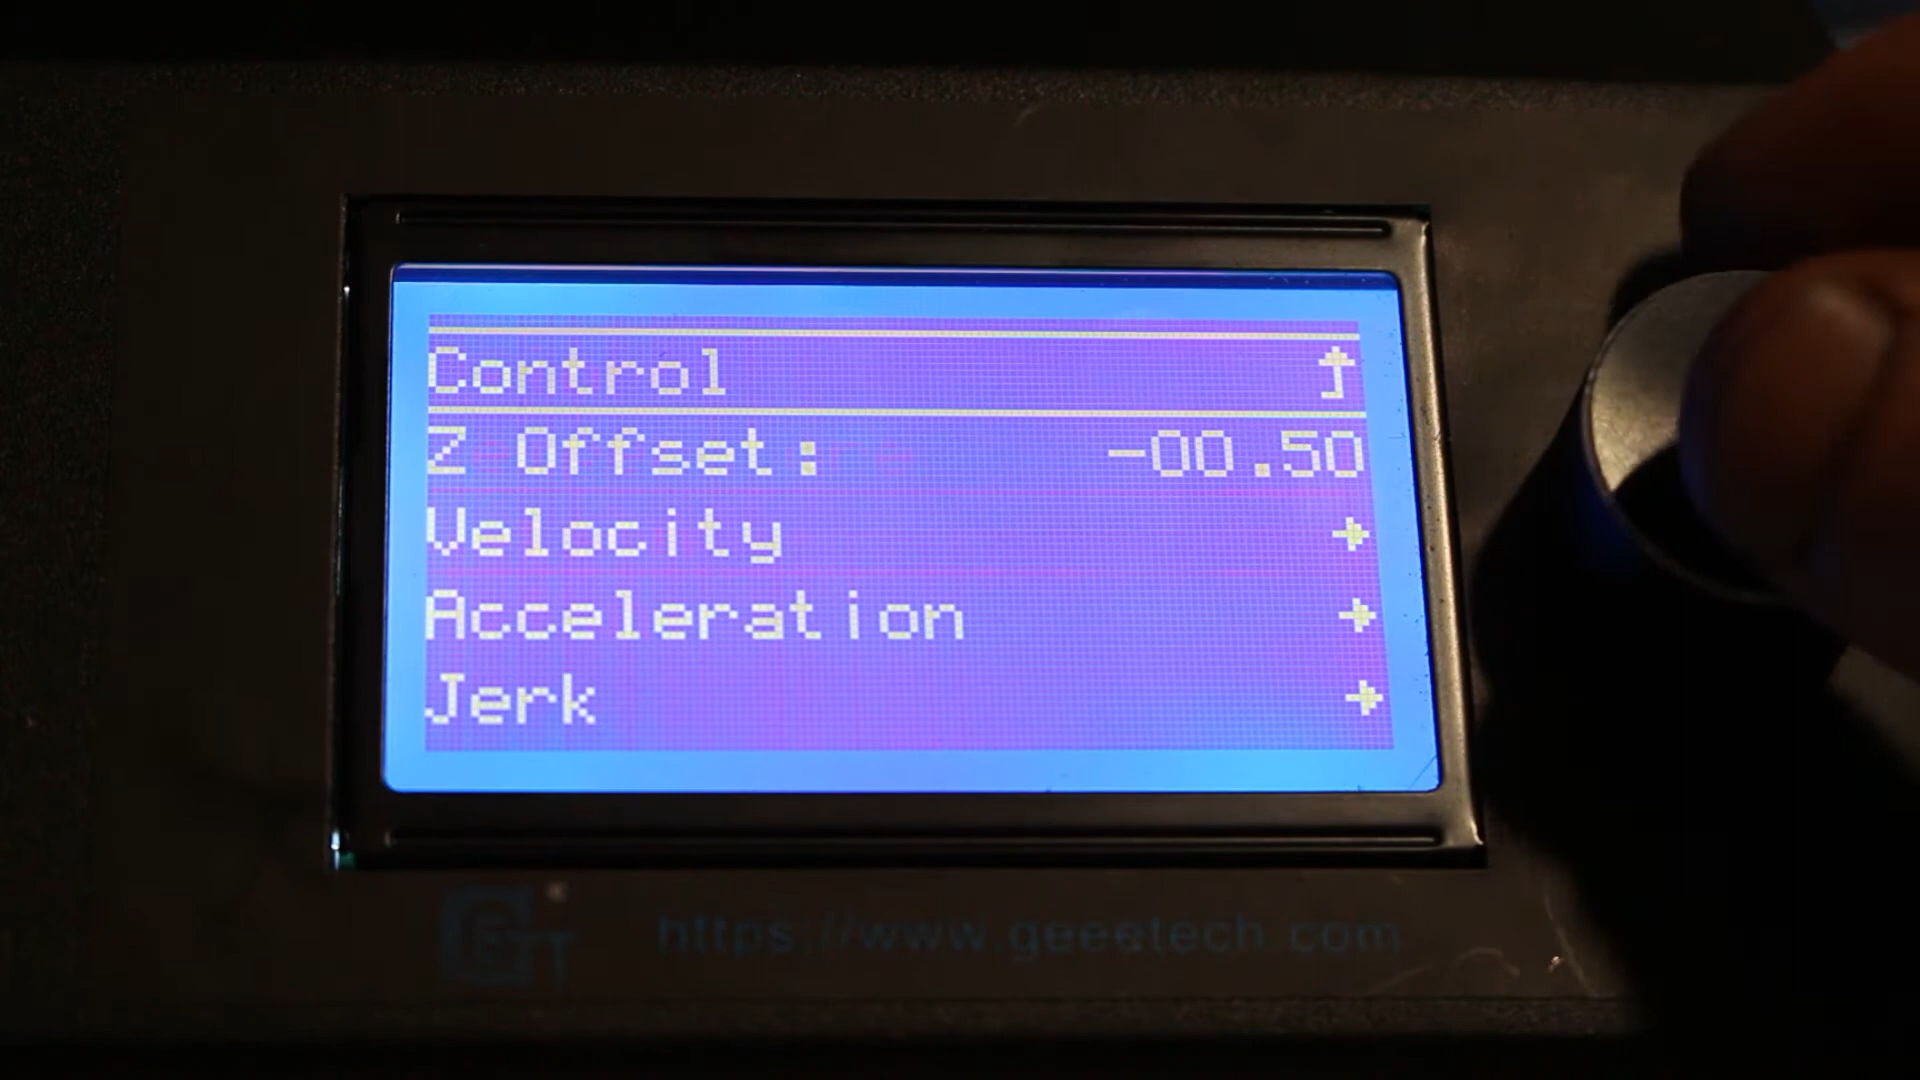 Control
Z Offset: -00.50
Velocity
Acceleration
Jerk
https://www.geeetech.com